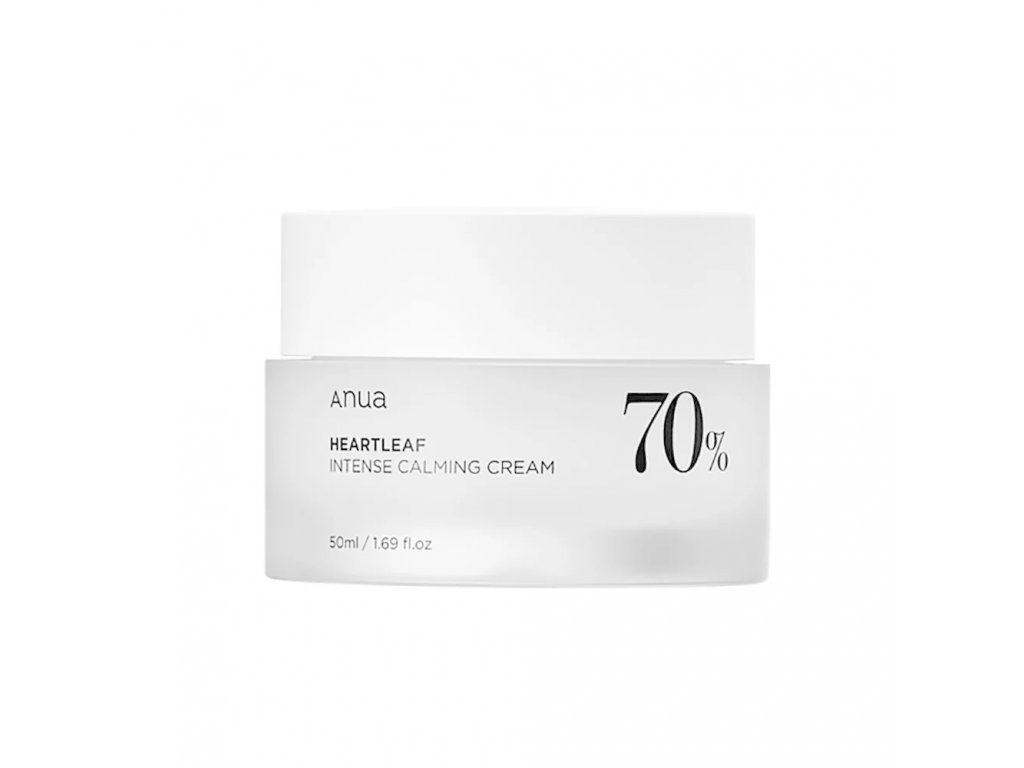 Anua
HEARTLEAF
INTENSE CALMING CREAM
70%
50ml / 1.69 fl.oz